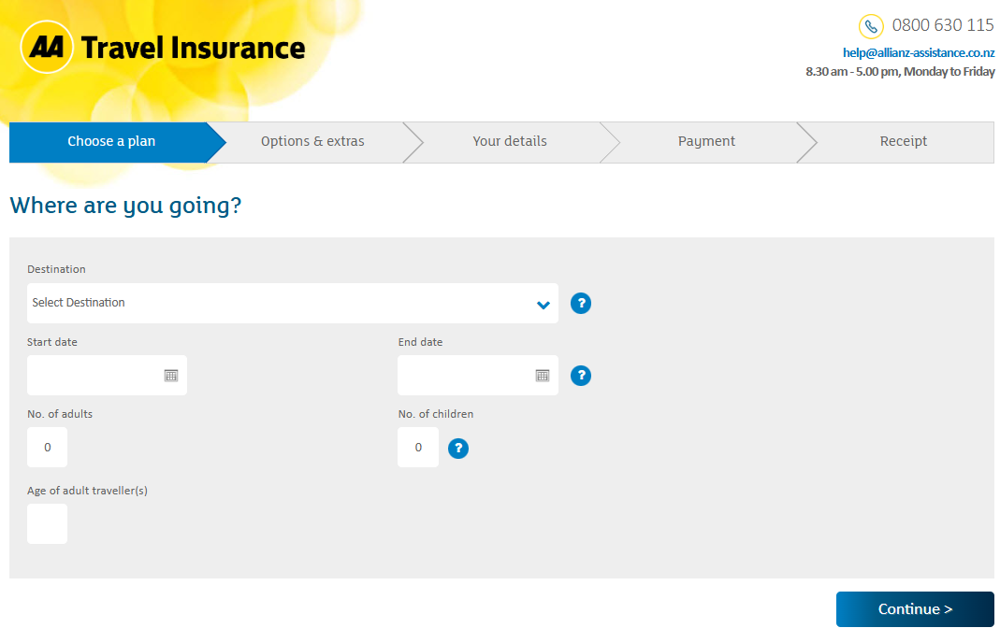 AA Travel Insurance
0800 630 115
help@allianz-assistance.co.nz
8.30 am - 5.00 pm, Monday to Friday
Choose a plan
Options & extras
Your details
Payment
Receipt
Where are you going?
Destination
Select Destination
?
Start date
End date
?
No. of adults
No. of children
0
0
?
Age of adult traveller(s)
Continue >